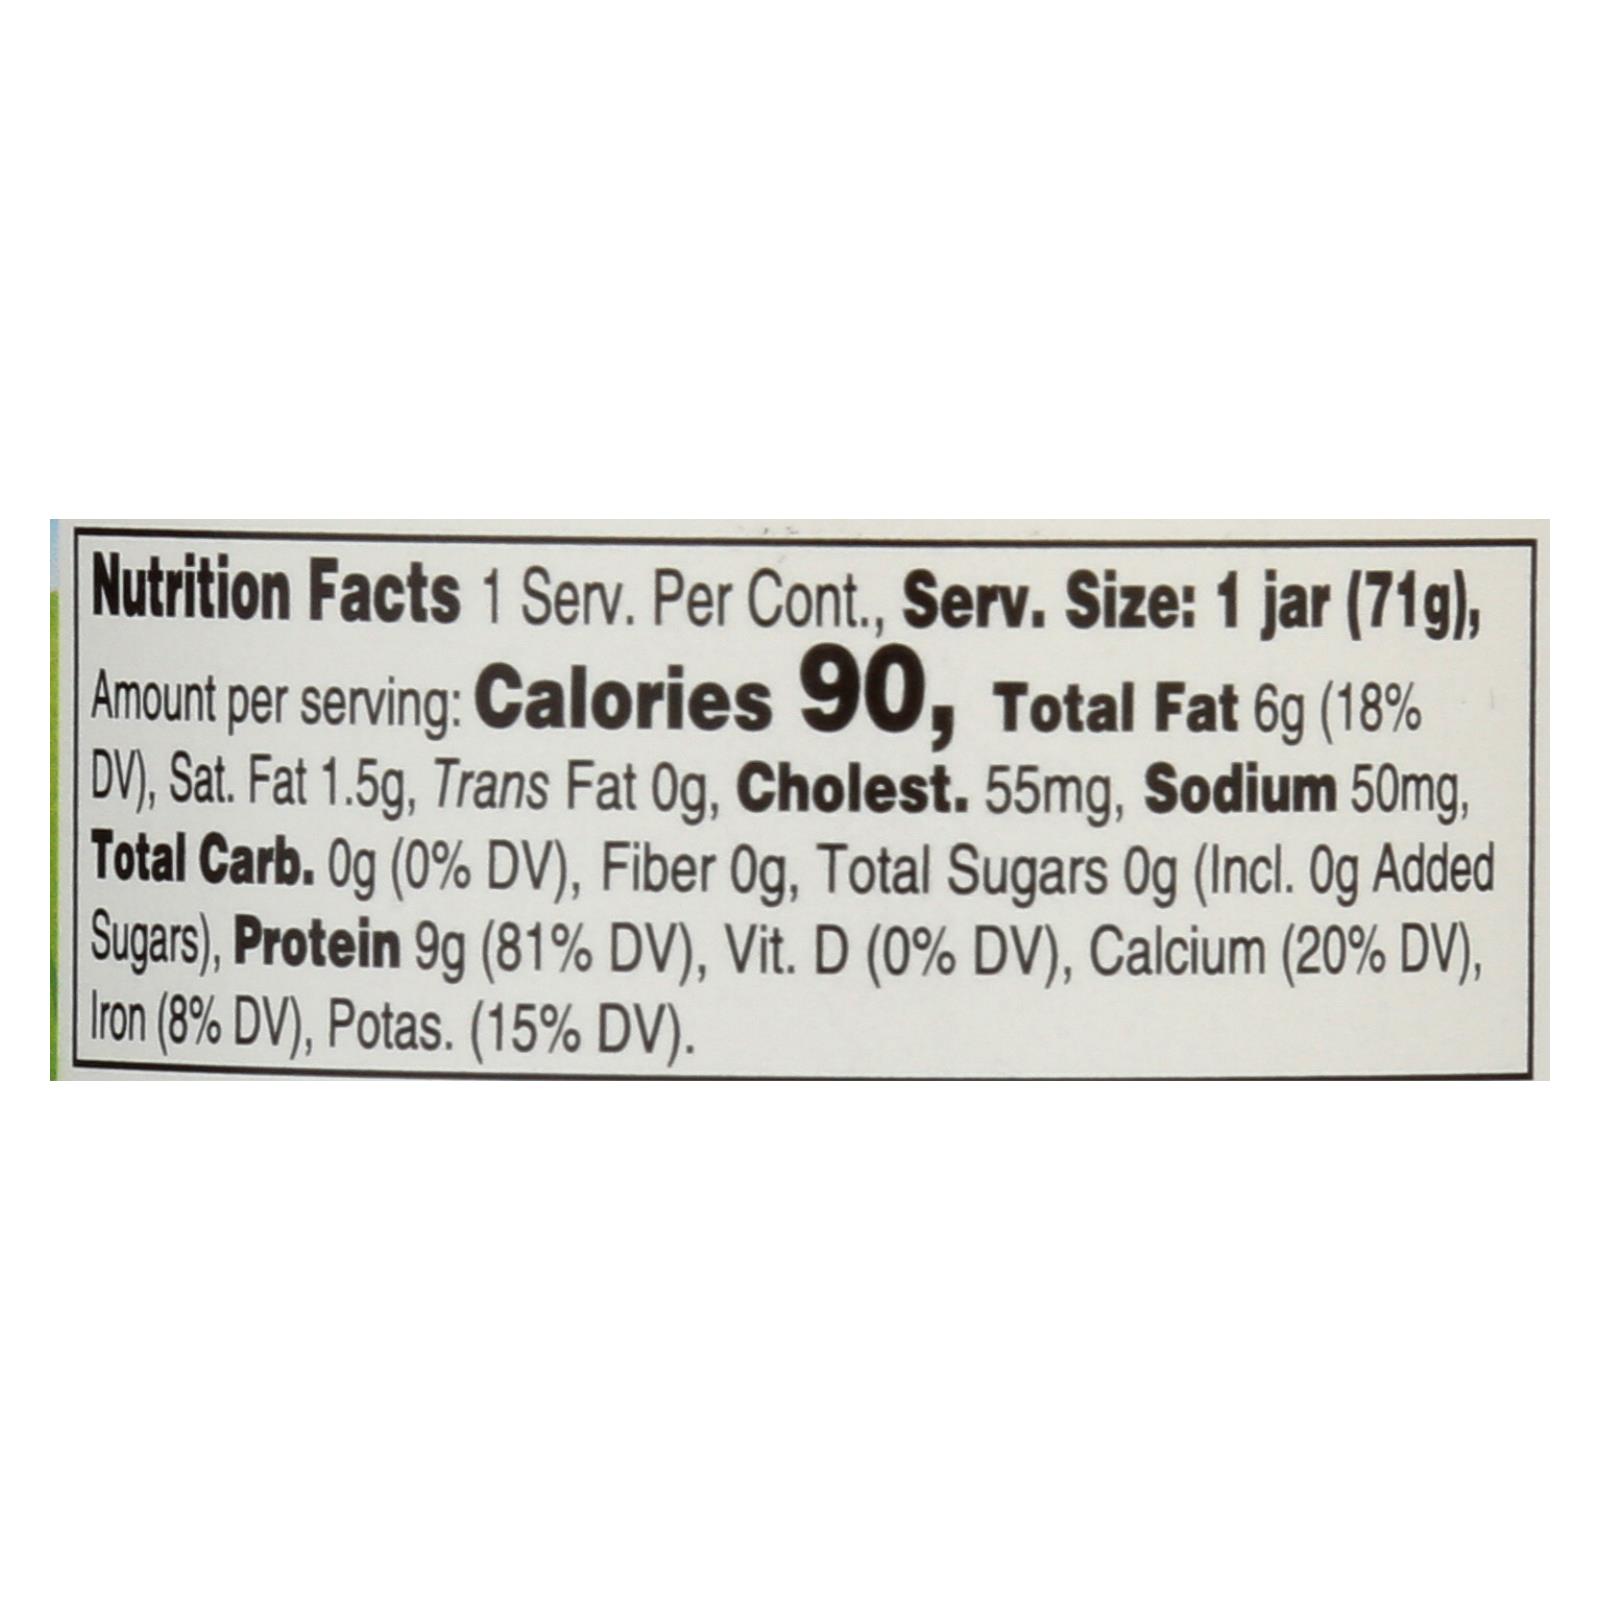 Nutrition Facts 1 Serv. Per Cont., Serv. Size: 1 jar (71g),
Amount per serving: Calories 90, Total Fat 6g (18%
DV), Sat. Fat 1.5g, Trans Fat 0g, Cholest. 55mg, Sodium 50mg,
Total Carb. 0g (0% DV), Fiber 0g, Total Sugars 0g (Incl. 0g Added
Sugars), Protein 9g (81% DV), Vit. D (0% DV), Calcium (20% DV),
Iron (8% DV), Potas. (15% DV).